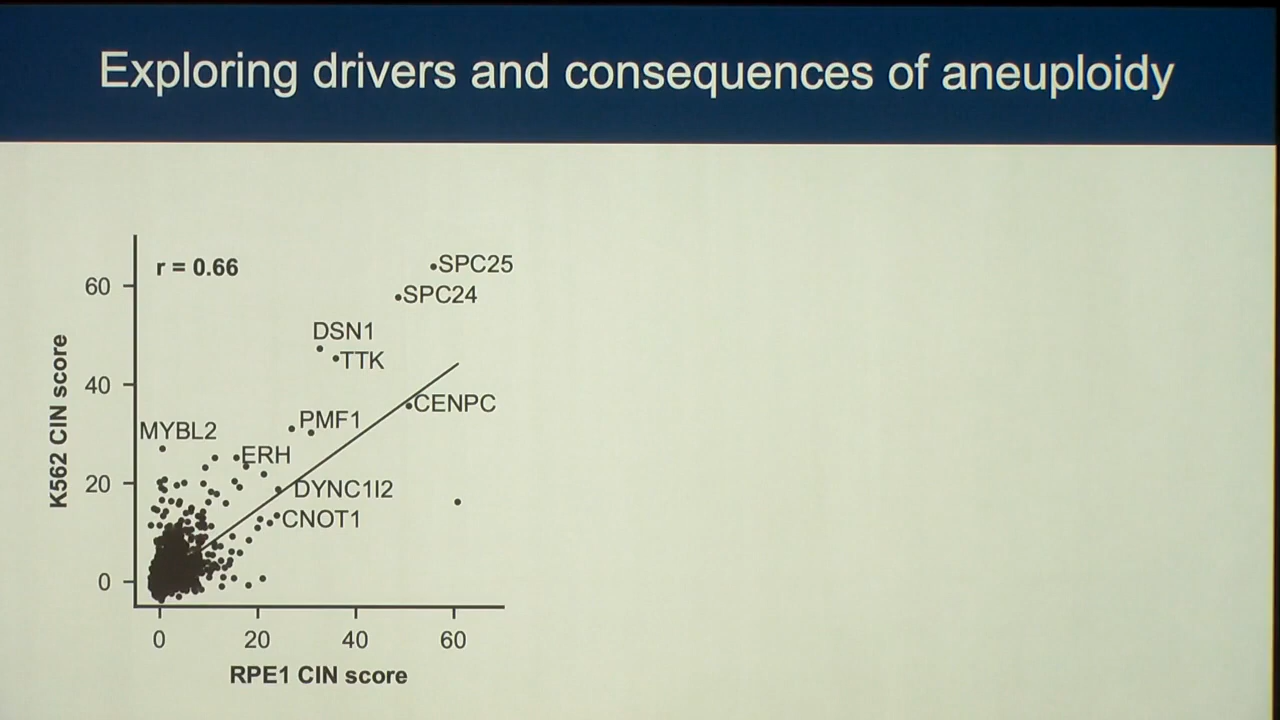 Exploring drivers and consequences of aneuploidy
r = 0.66
SPC25
SPC24
DSN1
TTK
CENPC
PMF1
MYBL2
ERH
DYNC1I2
CNOT1
K562 CIN score
60
40
20
0
0 20 40 60
RPE1 CIN score